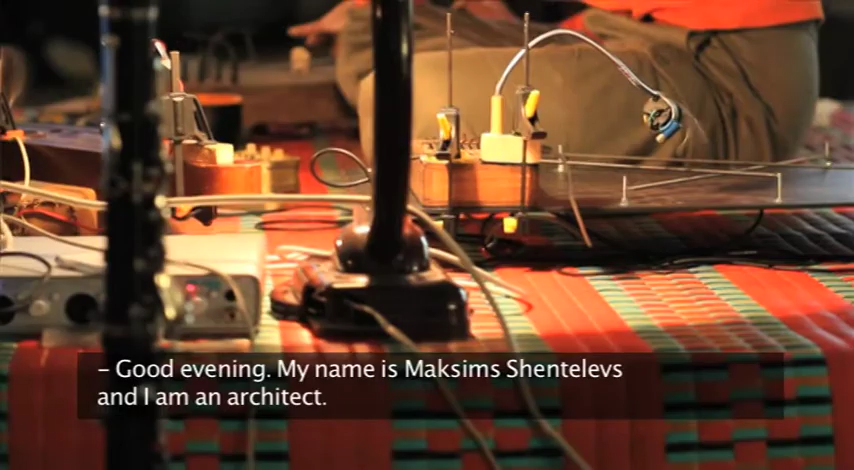 – Good evening. My name is Maksims Shentelevs
and I am an architect.